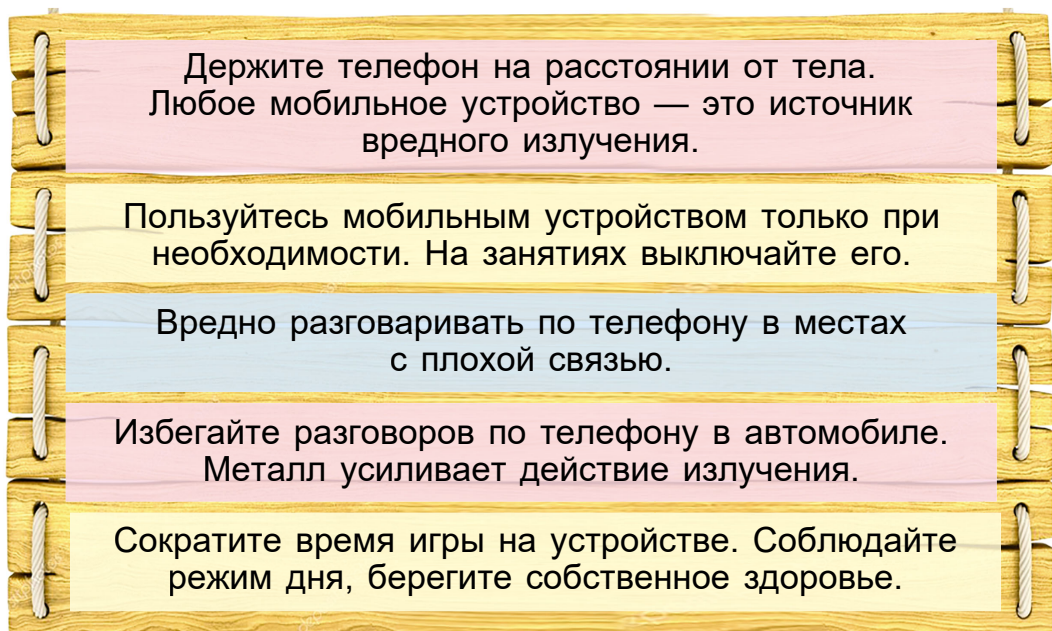 Держите телефон на расстоянии от тела.
Любое мобильное устройство — это источник
вредного излучения.
Пользуйтесь мобильным устройством только при
необходимости. На занятиях выключайте его.
Вредно разговаривать по телефону в местах
с плохой связью.
Избегайте разговоров по телефону в автомобиле.
Металл усиливает действие излучения.
Сократите время игры на устройстве. Соблюдайте
режим дня, берегите собственное здоровье.